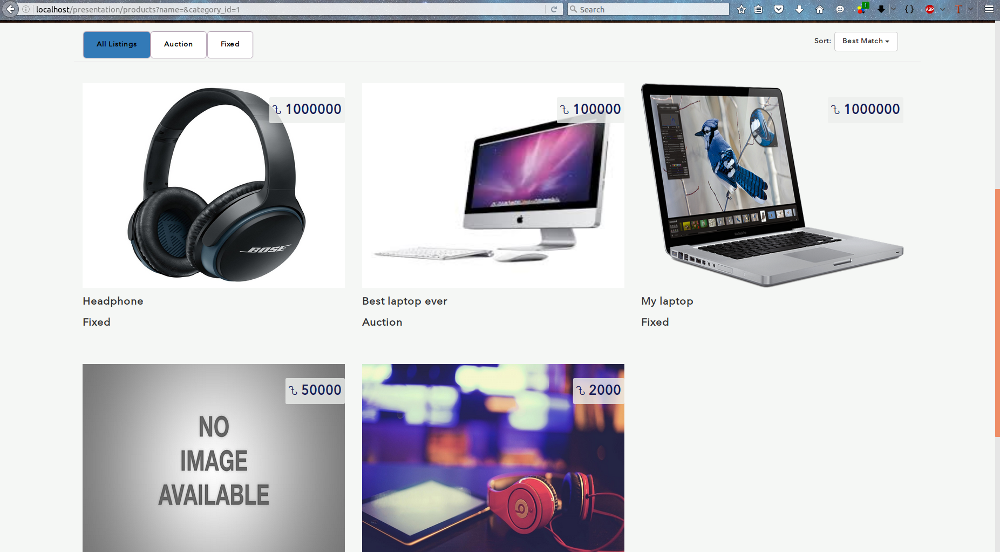 localhost/presentation/products?name=&category_id=1
Search
All Listings
Auction
Fixed
Sort:
Best Match
1000000
100000
1000000
BOSE
Headphone
Best laptop ever
My laptop
Fixed
Auction
Fixed
50000
2000
NO
IMAGE
AVAILABLE